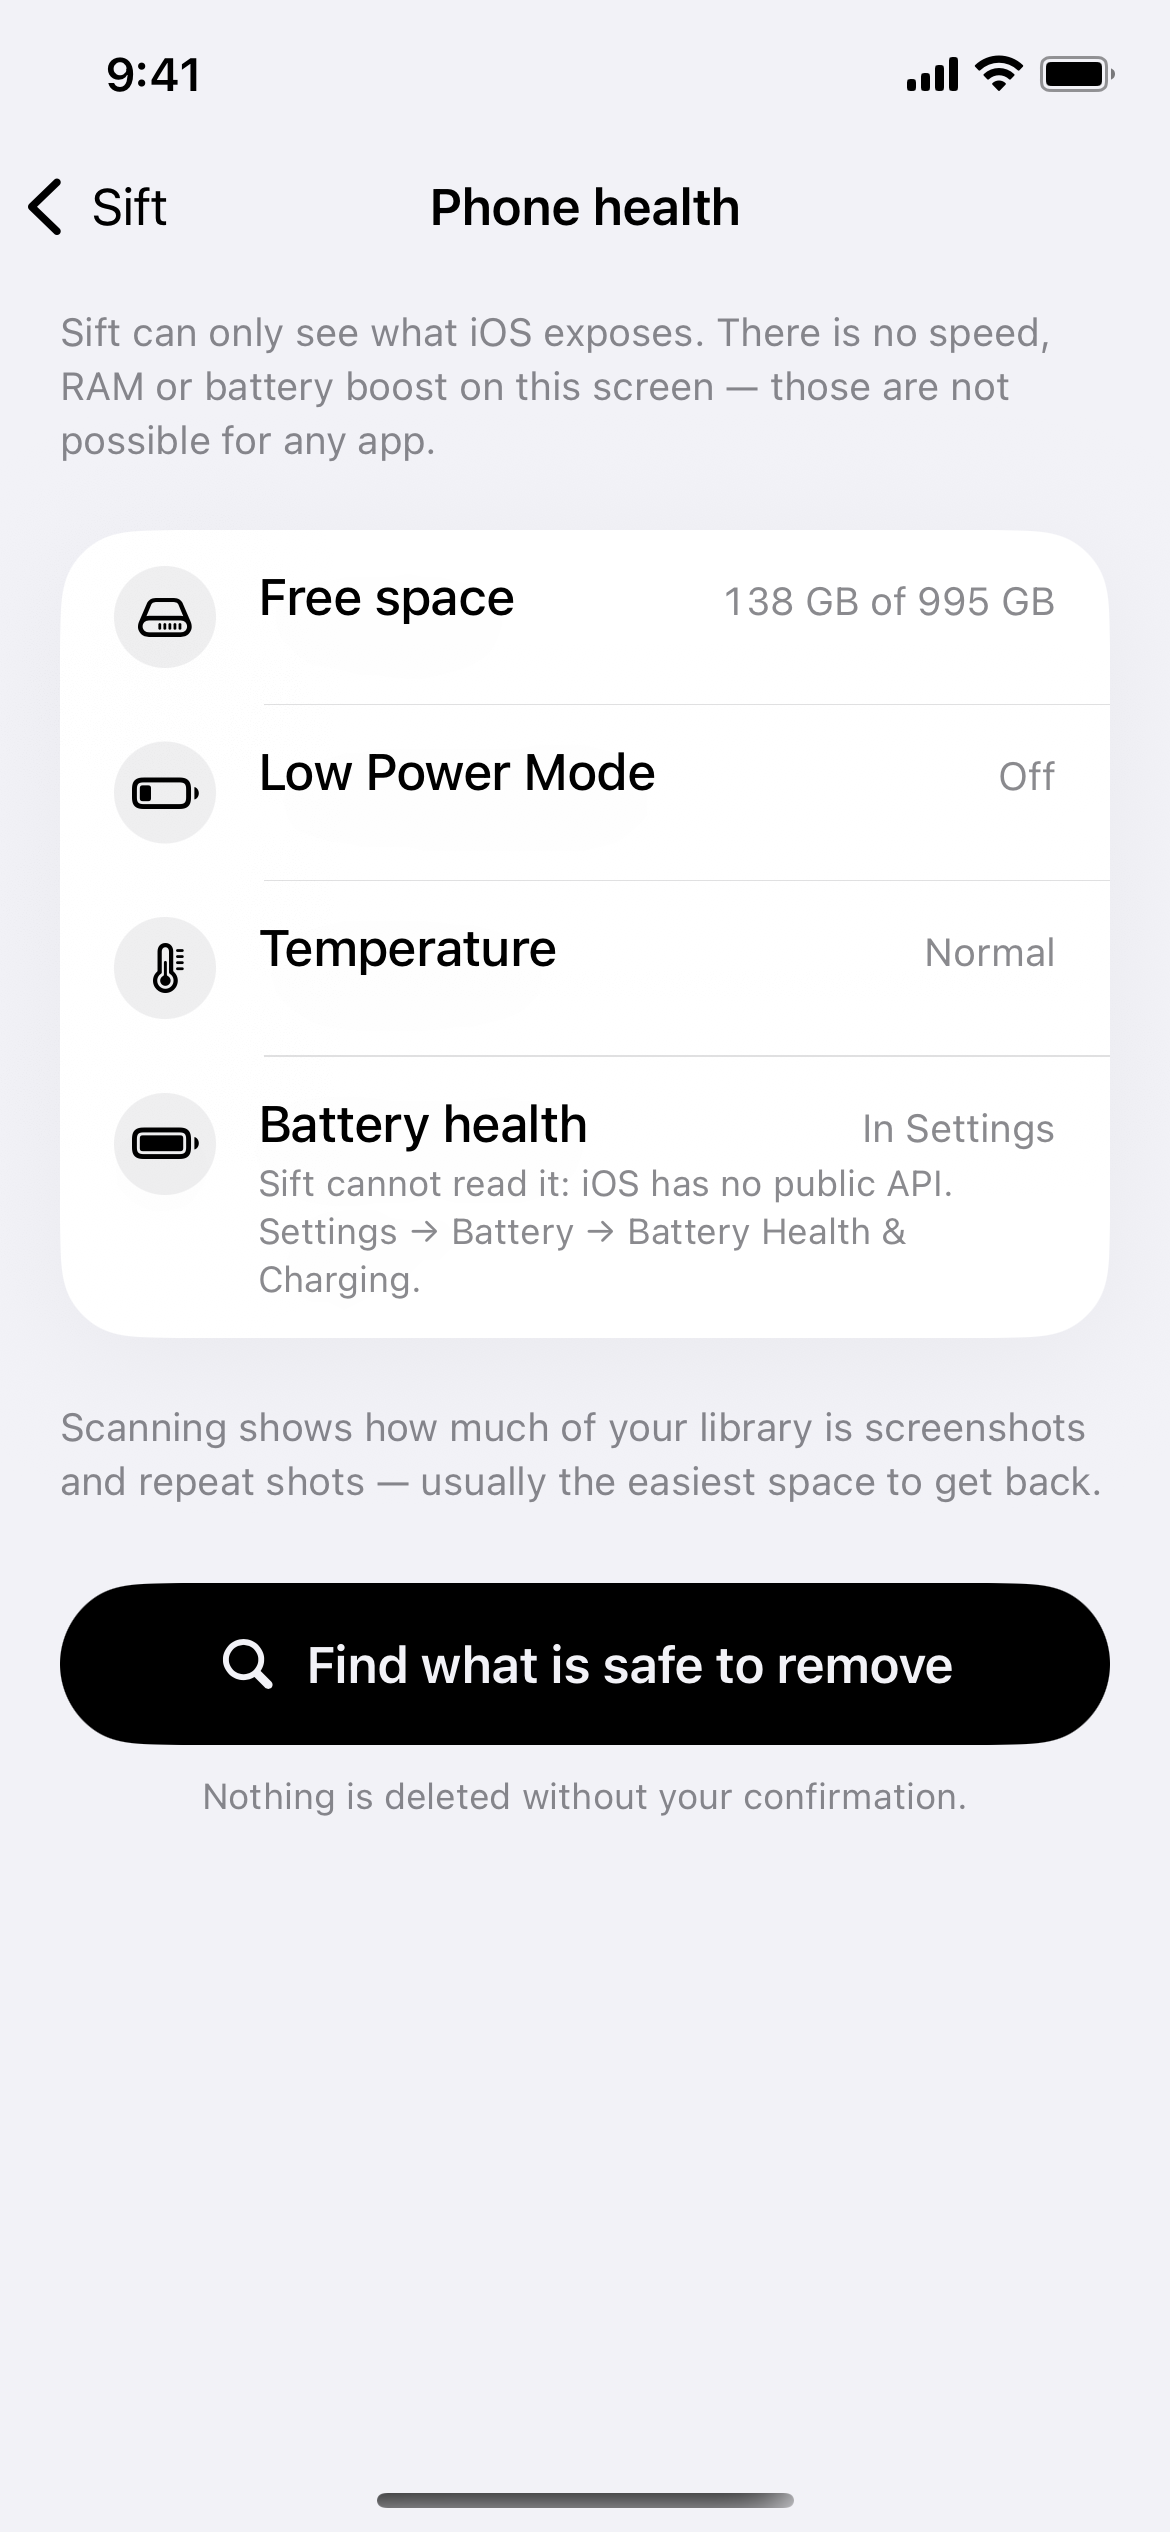 9:41
Sift
Phone health
Sift can only see what iOS exposes. There is no speed,
RAM or battery boost on this screen — those are not
possible for any app.
Free space
138 GB of 995 GB
Low Power Mode
Off
Temperature
Normal
Battery health
In Settings
Sift cannot read it: iOS has no public API.
Settings → Battery → Battery Health &
Charging.
Scanning shows how much of your library is screenshots
and repeat shots — usually the easiest space to get back.
Find what is safe to remove
Nothing is deleted without your confirmation.